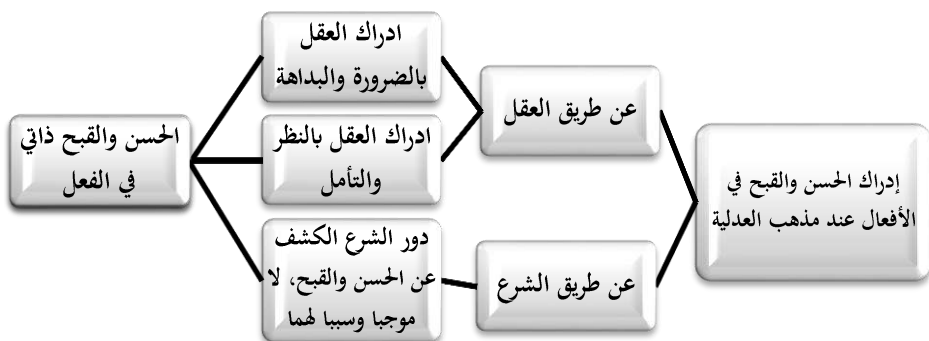 إدراك الحسن والقبح في
الأفعال عند مذهب العدلية
عن طريق العقل
عن طريق الشرع
ادراك العقل
بالضرورة والبداهة
ادراك العقل بالنظر
والتأمل
دور الشرع الكشف
عن الحسن والقبح، لا
موجبا وسببا لهما
الحسن والقبح ذاتي
في الفعل